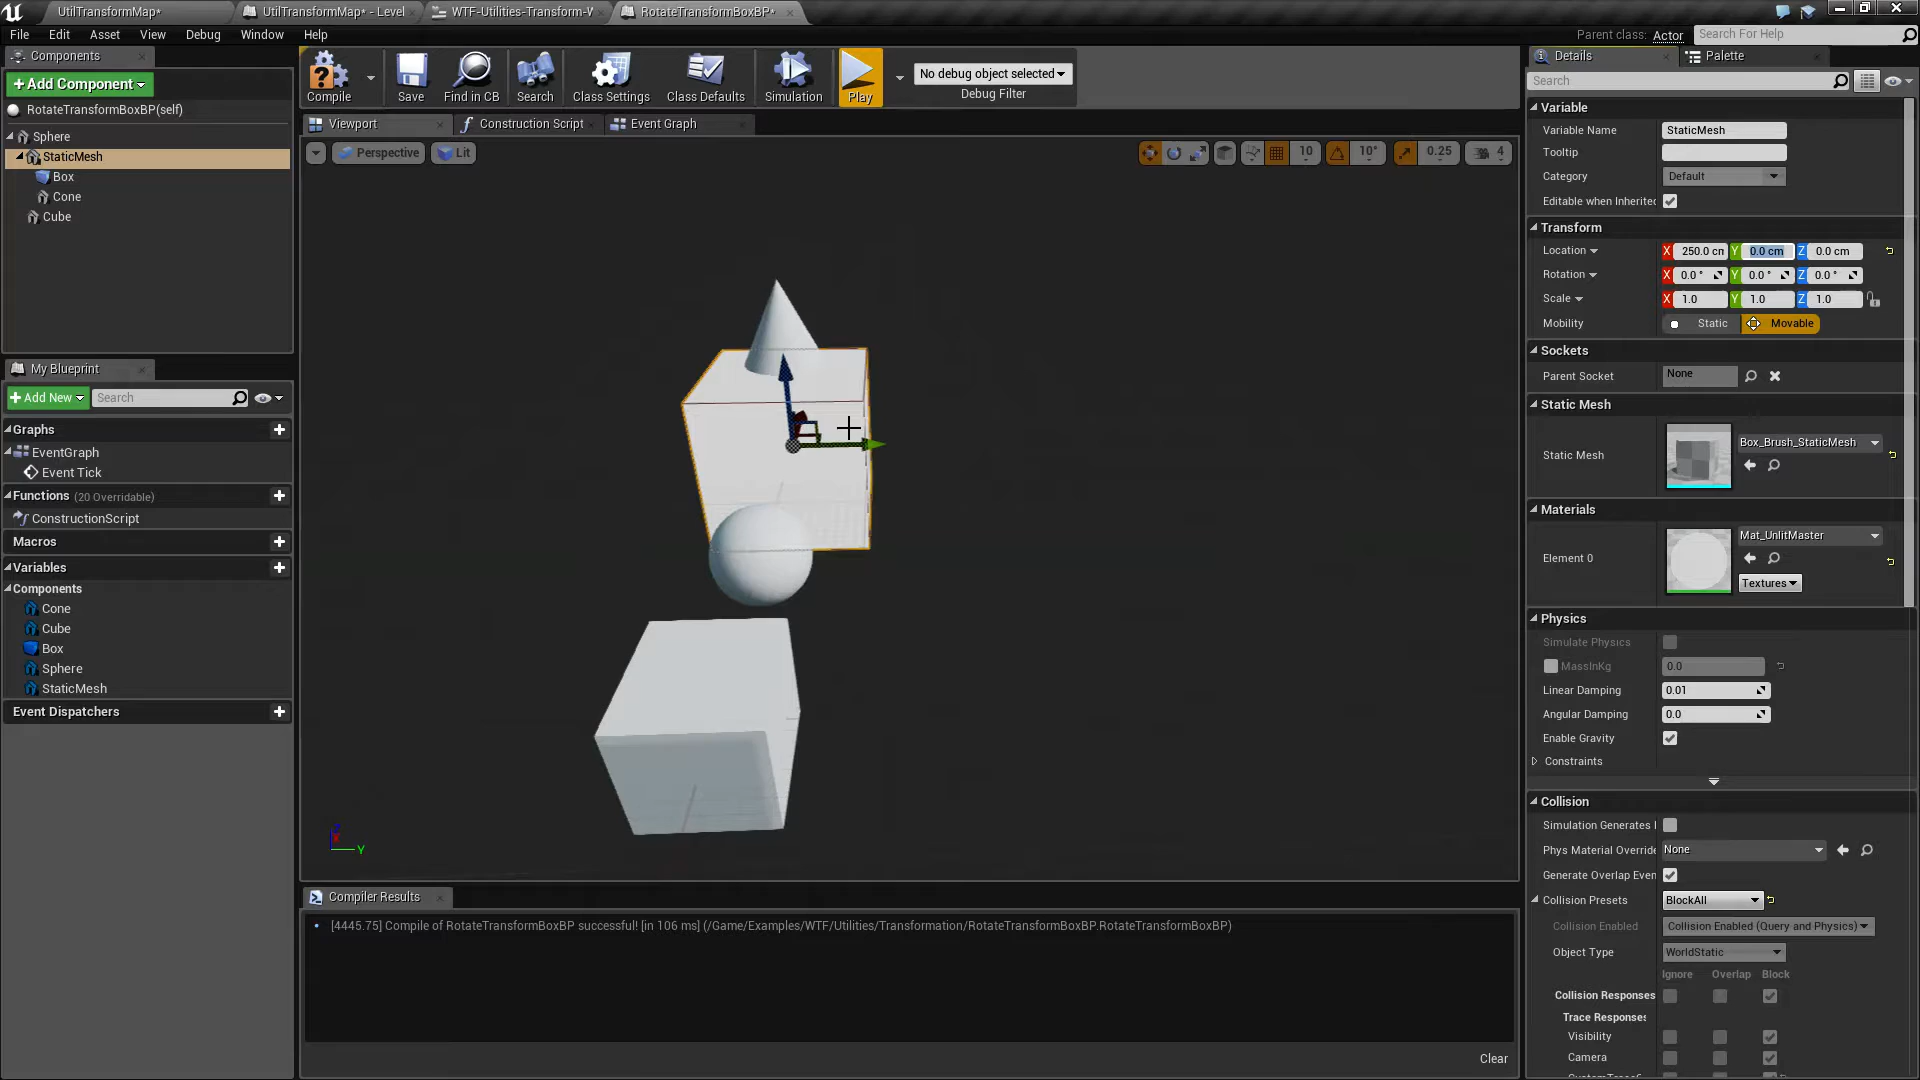 UtilTransformMap*
UtilTransformMap* - Level
WTF-Utilities-Transform-W
RotateTransformBoxBP*
File Edit Asset View Debug Window Help
Parent class: Actor
Search For Help
Components
+Add Component
RotateTransformBoxBP(self)
Sphere
StaticMesh
Box
Cone
Cube
Compile
Save
Find in CB
Search
Class Settings
Class Defaults
Simulation
Play
No debug object selected
Debug Filter
Viewport
Construction Script
Event Graph
Perspective
Lit
10
10°
0.25
4
Y
My Blueprint
+Add New
Search
Graphs
EventGraph
Event Tick
Functions (20 Overridable)
ConstructionScript
Macros
Variables
Components
Cone
Cube
Box
Sphere
StaticMesh
Event Dispatchers
Compiler Results
[4445.75] Compile of RotateTransformBoxBP successful! [in 106 ms] (/Game/Examples/WTF/Utilities/Transformation/RotateTransformBoxBP.RotateTransformBoxBP)
Clear
Details
Palette
Search
Variable
Variable Name StaticMesh
Tooltip
Category Default
Editable when Inherited
Transform
Location X 250.0 cm Y 0.0 cm Z 0.0 cm
Rotation X 0.0 ° Y 0.0 ° Z 0.0 °
Scale X 1.0 Y 1.0 Z 1.0
Mobility Static Movable
Sockets
Parent Socket None
Static Mesh
Static Mesh Box_Brush_StaticMesh
Materials
Element 0 Mat_UnlitMaster
Textures
Physics
Simulate Physics
MassInKg 0.0
Linear Damping 0.01
Angular Damping 0.0
Enable Gravity
Constraints
Collision
Simulation Generates
Phys Material Override None
Generate Overlap Even
Collision Presets BlockAll
Collision Enabled Collision Enabled (Query and Physics)
Object Type WorldStatic
Ignore Overlap Block
Collision Responses
Trace Responses
Visibility
Camera